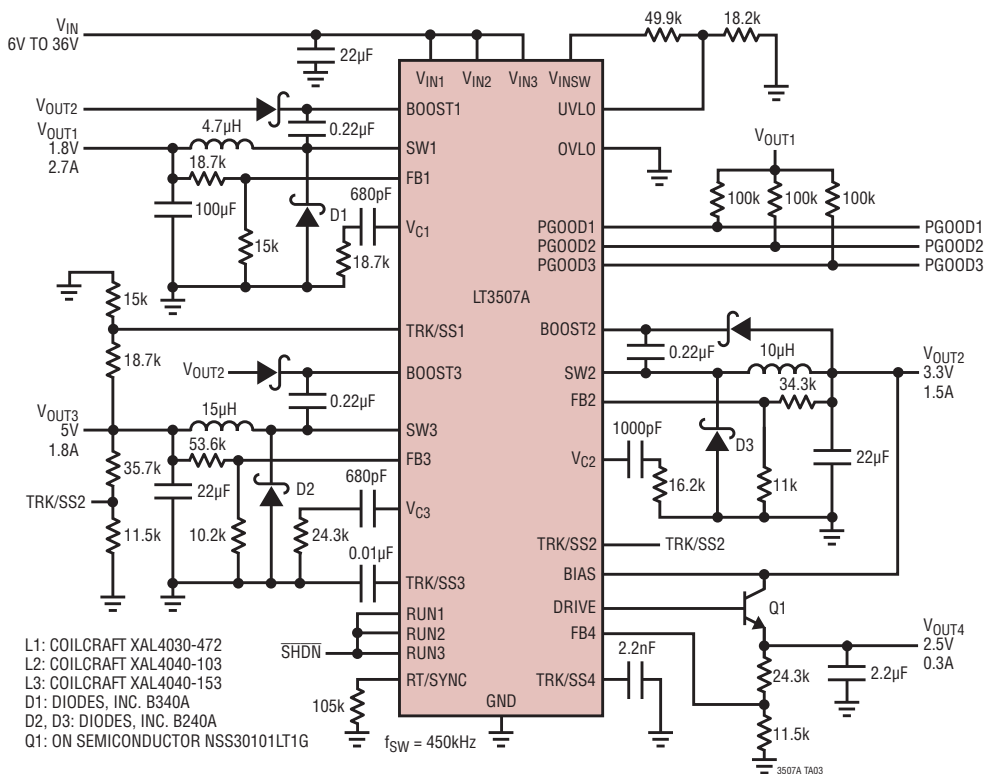 VIN
6V TO 36V
22µF
49.9k
18.2k
VIN1
VIN2
VIN3
VINSW
VOUT2
BOOST1
UVLO
VOUT1
1.8V
2.7A
4.7µH
0.22µF
SW1
OVLO
18.7k
FB1
VOUT1
100µF
D1
680pF
100k
100k
100k
15k
VC1
18.7k
PGOOD1
PGOOD1
PGOOD2
PGOOD2
PGOOD3
PGOOD3
15k
LT3507A
TRK/SS1
BOOST2
18.7k
0.22µF
10µH
VOUT2
BOOST3
SW2
VOUT2
3.3V
1.5A
0.22µF
34.3k
FB2
VOUT3
5V
1.8A
15µH
SW3
53.6k
FB3
1000pF
D3
35.7k
22µF
D2
680pF
VC2
22µF
TRK/SS2
16.2k
11k
11.5k
10.2k
24.3k
VC3
0.01µF
TRK/SS2
TRK/SS2
TRK/SS3
BIAS
RUN1
DRIVE
Q1
RUN2
FB4
VOUT4
2.5V
0.3A
SHDN
RUN3
L1: COILCRAFT XAL4030-472
L2: COILCRAFT XAL4040-103
L3: COILCRAFT XAL4040-153
D1: DIODES, INC. B340A
D2, D3: DIODES, INC. B240A
Q1: ON SEMICONDUCTOR NSS30101LT1G
RT/SYNC
TRK/SS4
2.2nF
24.3k
2.2µF
105k
GND
fSW = 450kHz
11.5k
3507A TA03